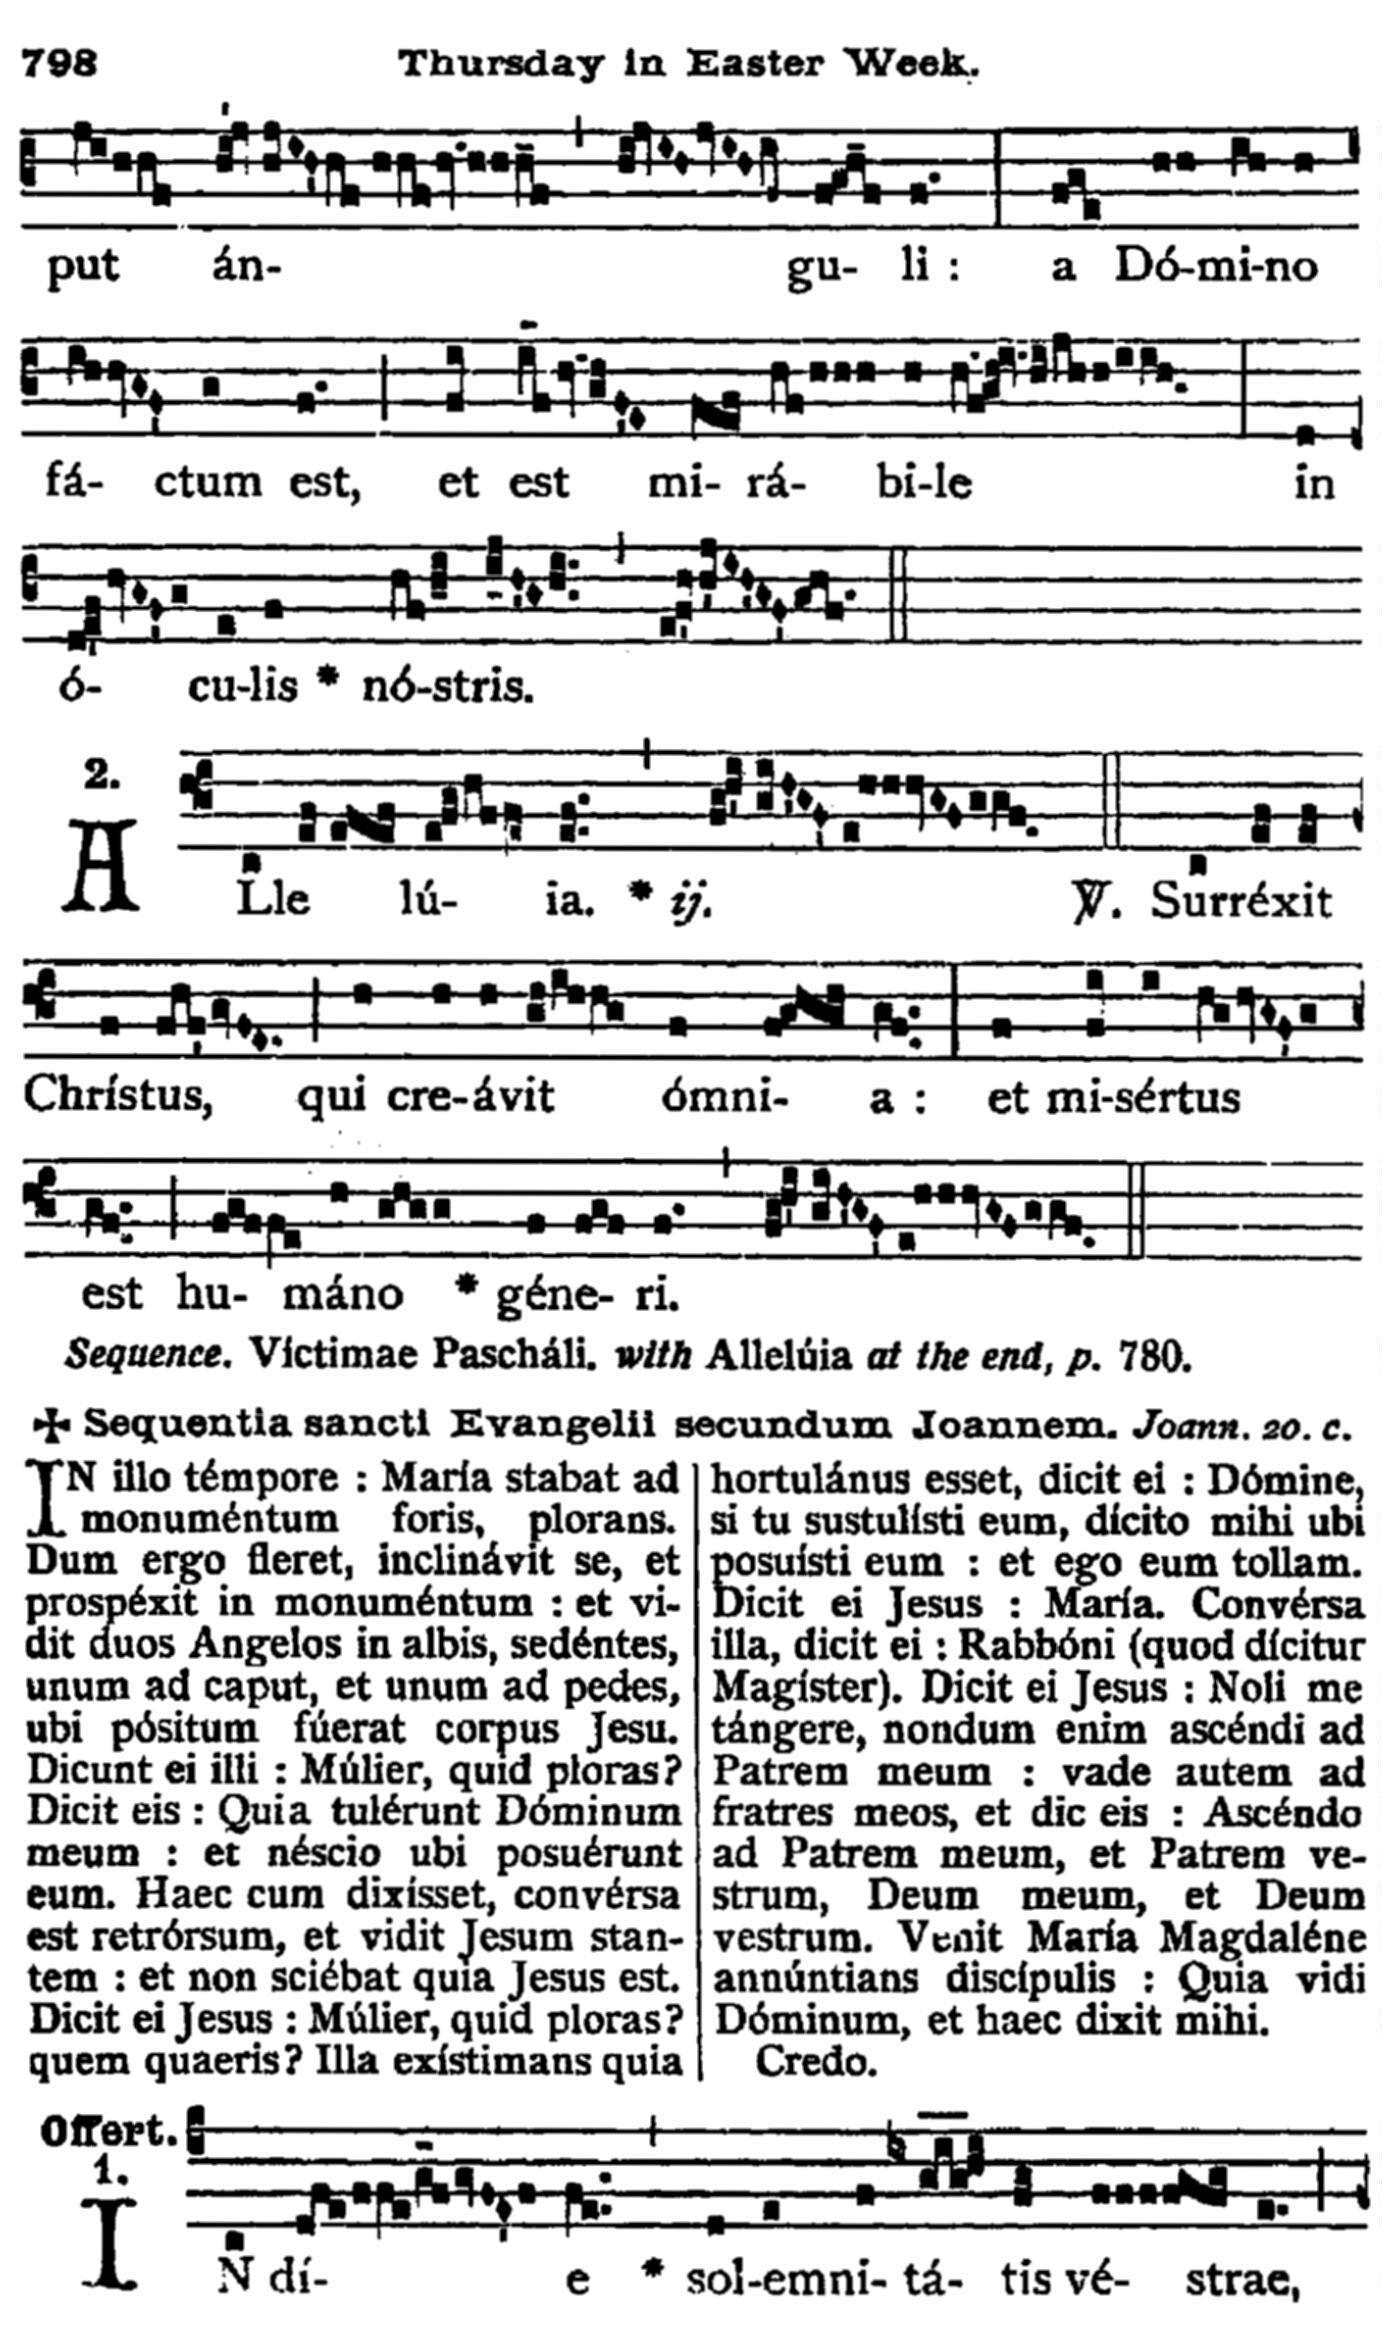 798 Thursday in Easter Week.
put án- gu- li : a Dó-mi-no
fá- ctum est, et est mi- rá- bi-le in
ó- cu-lis * nó-stris.
2.
ALle lú- ia. * ij. ℣. Surréxit
Chrístus, qui cre-ávit ómni- a : et mi-sértus
est hu- máno * géne- ri.
Sequence. Víctimae Pascháli. with Allelúia at the end, p. 780.
✠ Sequentia sancti Evangelii secundum Joannem. Joann. 20. c.
IN illo témpore : María stabat ad
monuméntum foris, plorans.
Dum ergo fleret, inclinávit se, et
prospéxit in monuméntum : et vi-
dit duos Angelos in albis, sedéntes,
unum ad caput, et unum ad pedes,
ubi pósitum fúerat corpus Jesu.
Dicunt ei illi : Múlier, quid ploras?
Dicit eis : Quia tulérunt Dóminum
meum : et néscio ubi posuérunt
eum. Haec cum dixísset, convérsa
est retrórsum, et vidit Jesum stan-
tem : et non sciébat quia Jesus est.
Dicit ei Jesus : Múlier, quid ploras?
quem quaeris? Illa exístimans quia
hortulánus esset, dicit ei : Dómine,
si tu sustulísti eum, dícito mihi ubi
posuísti eum : et ego eum tollam.
Dicit ei Jesus : María. Convérsa
illa, dicit ei : Rabbóni (quod dícitur
Magíster). Dicit ei Jesus : Noli me
tángere, nondum enim ascéndi ad
Patrem meum : vade autem ad
fratres meos, et dic eis : Ascéndo
ad Patrem meum, et Patrem ve-
strum, Deum meum, et Deum
vestrum. Venit María Magdaléne
annúntians discípulis : Quia vidi
Dóminum, et haec dixit mihi.
Credo.
Offert.
1.
IN dí- e * sol-emni- tá- tis vé- strae,